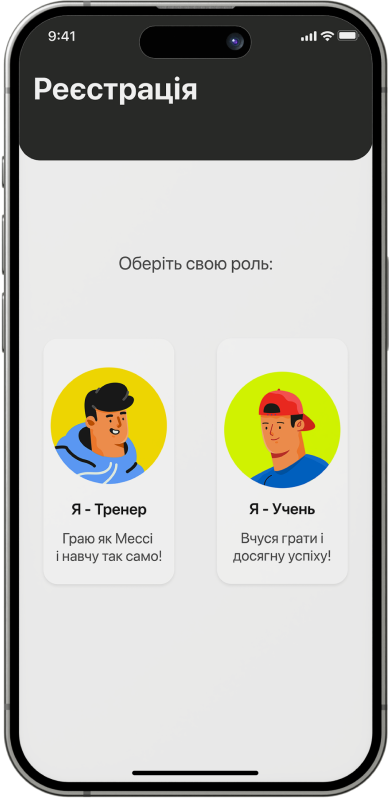 9:41
Реєстрація
Оберіть свою роль:
Я - Тренер
Граю як Мессі
і навчу так само!
Я - Учень
Вчуся грати і
досягну успіху!